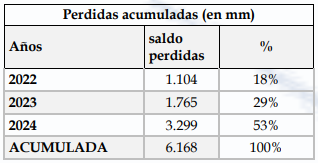 Perdidas acumuladas (en mm)
Años saldo perdidas %
2022 1.104 18%
2023 1.765 29%
2024 3.299 53%
ACUMULADA 6.168 100%